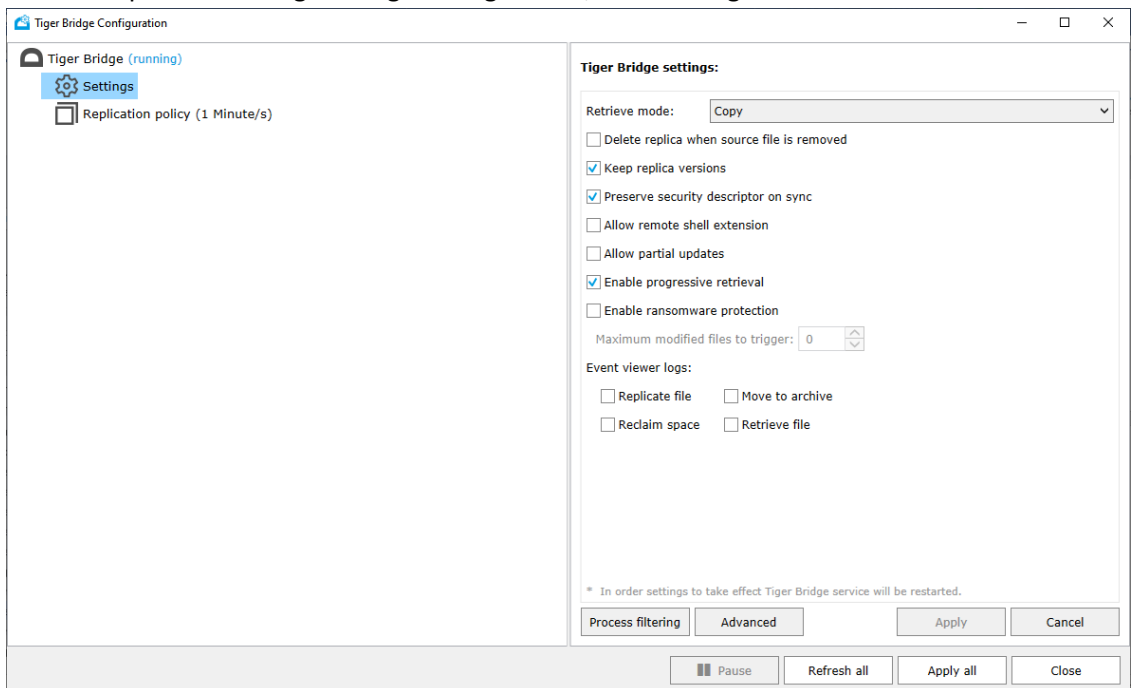 Tiger Bridge Configuration
Tiger Bridge (running)
Settings
Replication policy (1 Minute/s)
Tiger Bridge settings:
Retrieve mode: Copy
Delete replica when source file is removed
Keep replica versions
Preserve security descriptor on sync
Allow remote shell extension
Allow partial updates
Enable progressive retrieval
Enable ransomware protection
Maximum modified files to trigger: 0
Event viewer logs:
Replicate file Move to archive
Reclaim space Retrieve file
* In order settings to take effect Tiger Bridge service will be restarted.
Process filtering Advanced Apply Cancel
Pause Refresh all Apply all Close